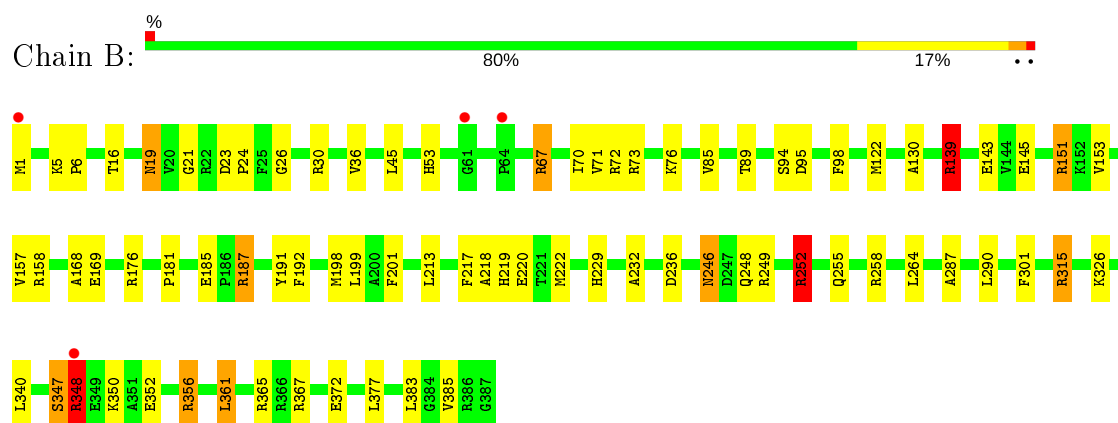 %
Chain B:
80% 17% • •
M1 K5 P6 T16 N19 V20 G21 R22 D23 P24 F25 G26 R30 V36 L45 H53 G61 P64 R67 I70 V71 R72 R73 K76 V85 T89 S94 D95 F98 M122 A130 R139 E143 V144 E145 R151 K152 V153
V157 R158 A168 E169 R176 P181 E185 P186 R187 Y191 F192 M198 L199 A200 F201 L213 F217 A218 H219 E220 T221 M222 H229 A232 D236 N246 D247 Q248 R249 R252 Q255 R258 L264 A287 L290 F301 R315 K326
L340 S347 R348 E349 K350 A351 E352 R356 L361 R365 R366 R367 E372 L377 L383 G384 V385 R386 G387